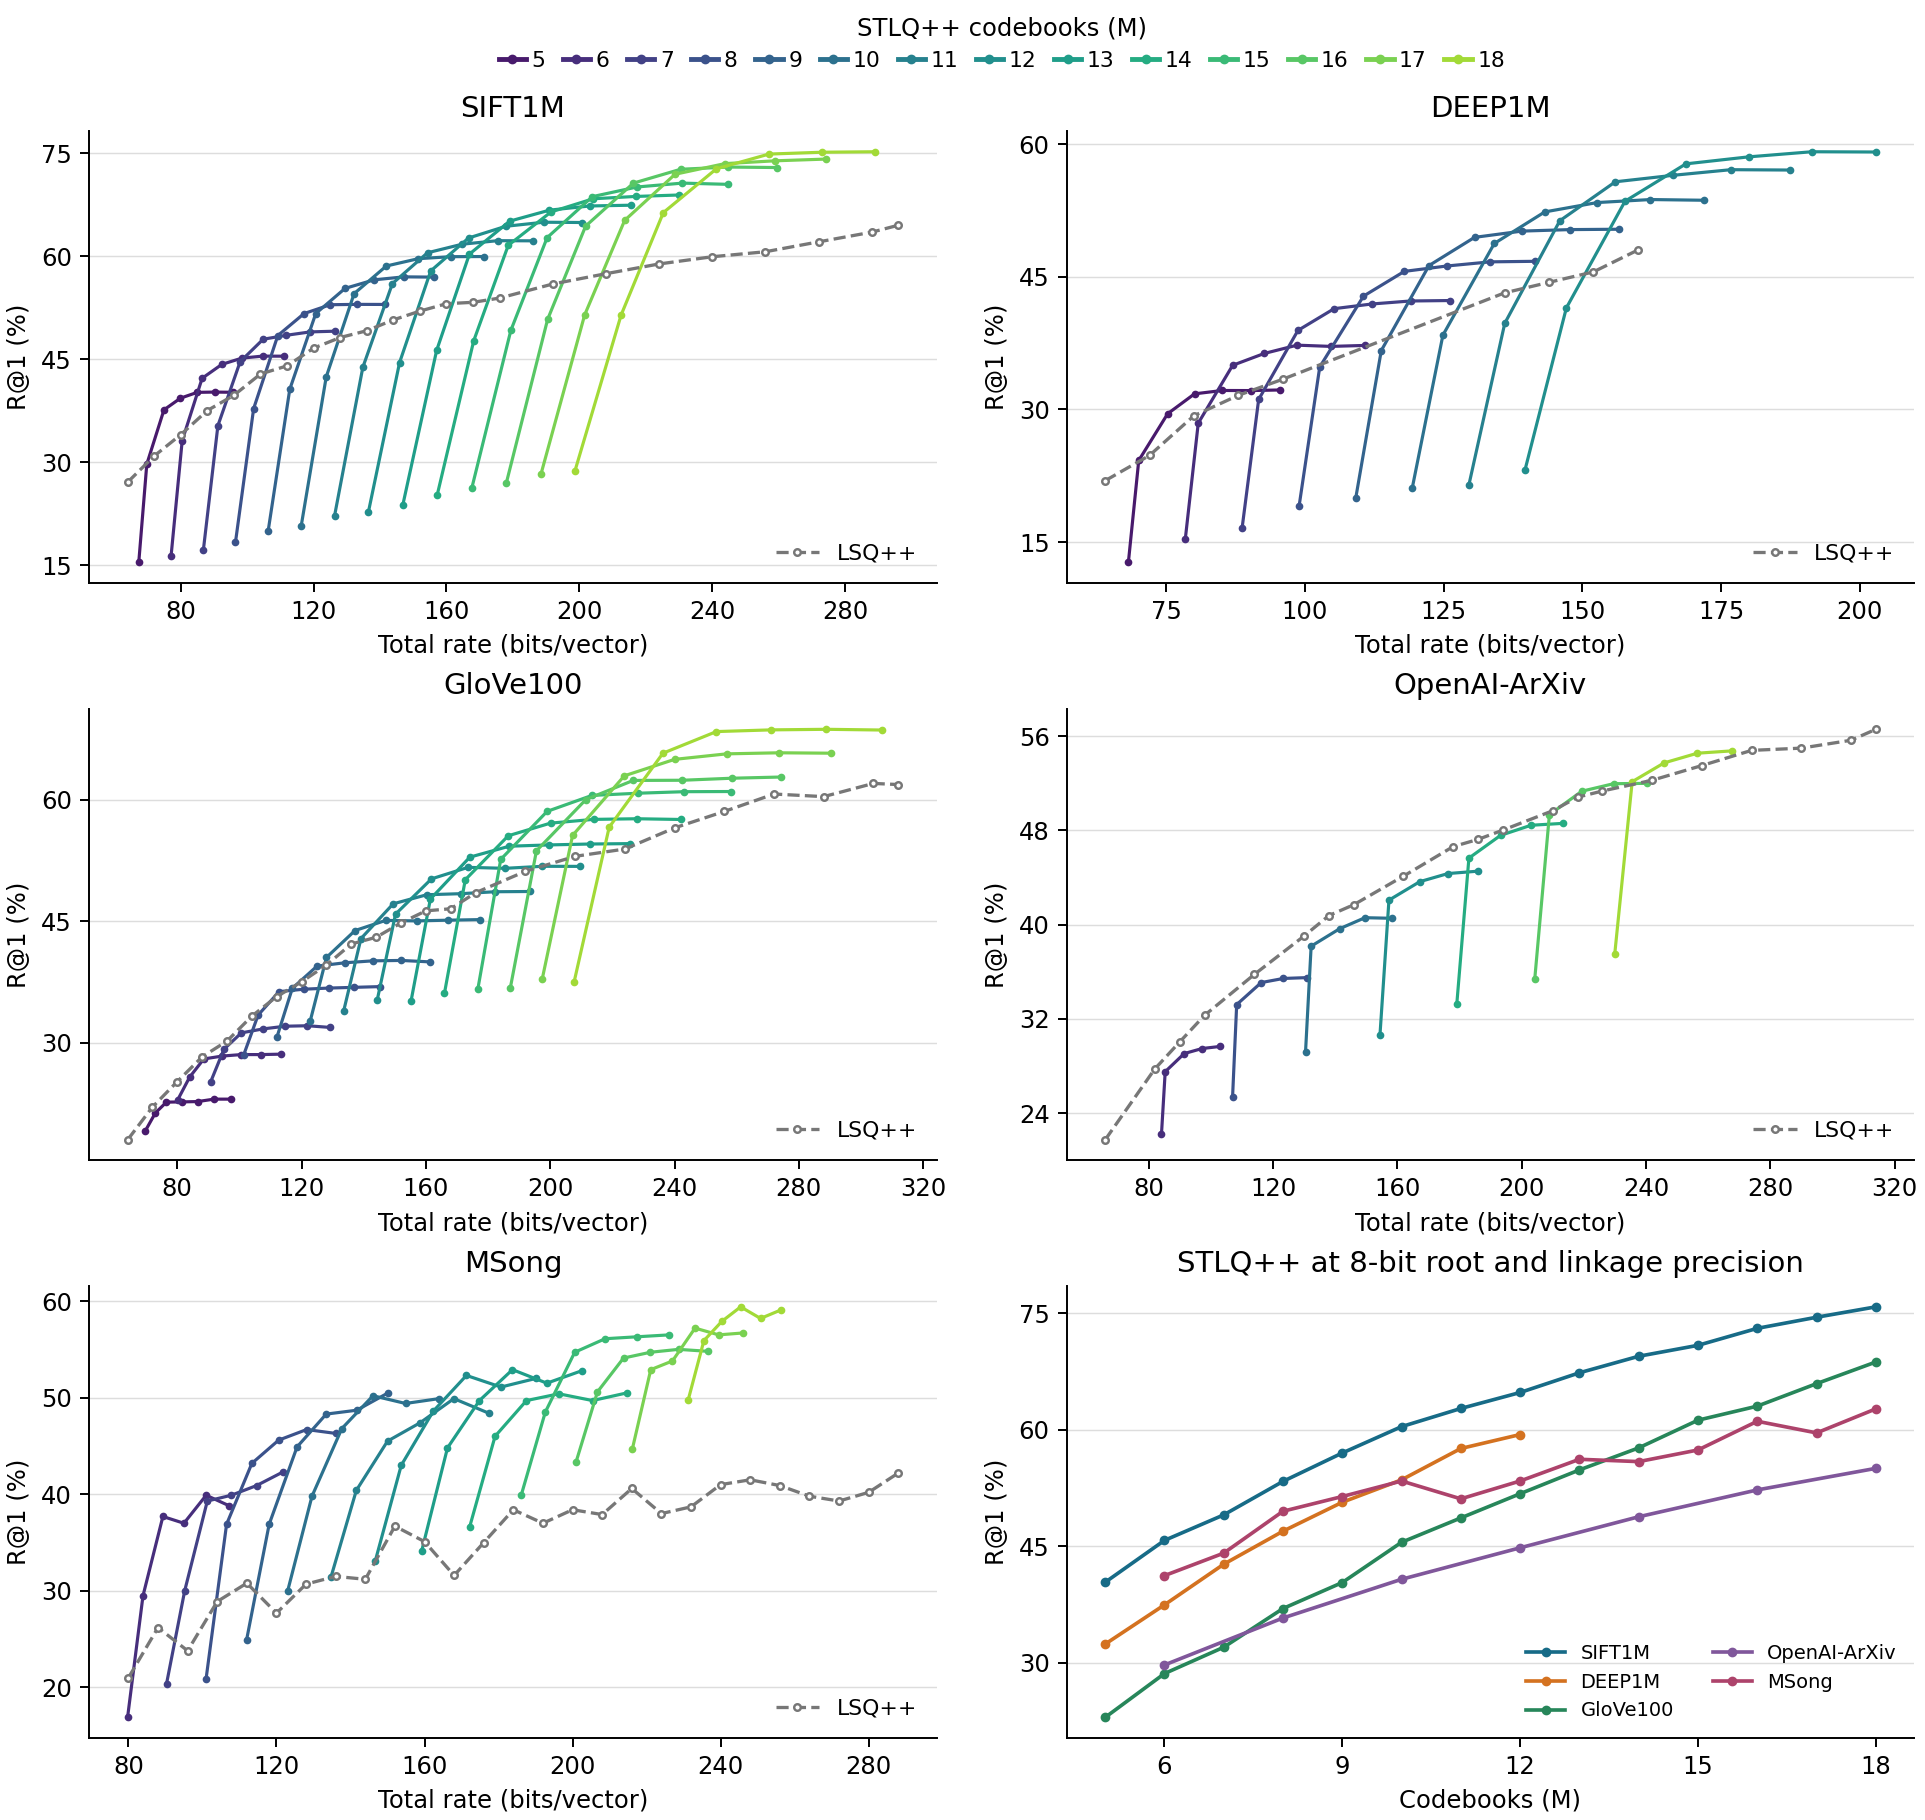 STLQ++ codebooks (M)
5 6 7 8 9 10 11 12 13 14 15 16 17 18
SIFT1M
75
60
45
30
15
R@1 (%)
LSQ++
80 120 160 200 240 280
Total rate (bits/vector)
DEEP1M
60
45
30
15
R@1 (%)
LSQ++
75 100 125 150 175 200
Total rate (bits/vector)
GloVe100
60
45
30
R@1 (%)
LSQ++
80 120 160 200 240 280 320
Total rate (bits/vector)
OpenAI-ArXiv
56
48
40
32
24
R@1 (%)
LSQ++
80 120 160 200 240 280 320
Total rate (bits/vector)
MSong
60
50
40
30
20
R@1 (%)
LSQ++
80 120 160 200 240 280
Total rate (bits/vector)
STLQ++ at 8-bit root and linkage precision
75
60
45
30
R@1 (%)
SIFT1M
DEEP1M
GloVe100
OpenAI-ArXiv
MSong
6 9 12 15 18
Codebooks (M)